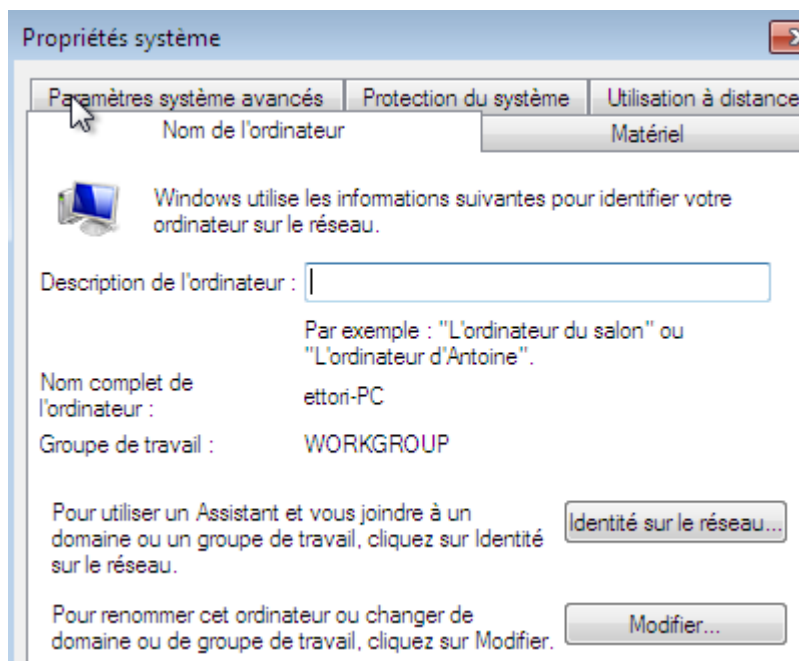 Propriétés système
Paramètres système avancés
Protection du système
Utilisation à distance
Nom de l'ordinateur
Matériel
Windows utilise les informations suivantes pour identifier votre
ordinateur sur le réseau.
Description de l'ordinateur :
Par exemple : "L'ordinateur du salon" ou
"L'ordinateur d'Antoine".
Nom complet de
l'ordinateur :
ettori-PC
Groupe de travail :
WORKGROUP
Pour utiliser un Assistant et vous joindre à un
domaine ou un groupe de travail, cliquez sur Identité
sur le réseau.
Identité sur le réseau...
Pour renommer cet ordinateur ou changer de
domaine ou de groupe de travail, cliquez sur Modifier.
Modifier...